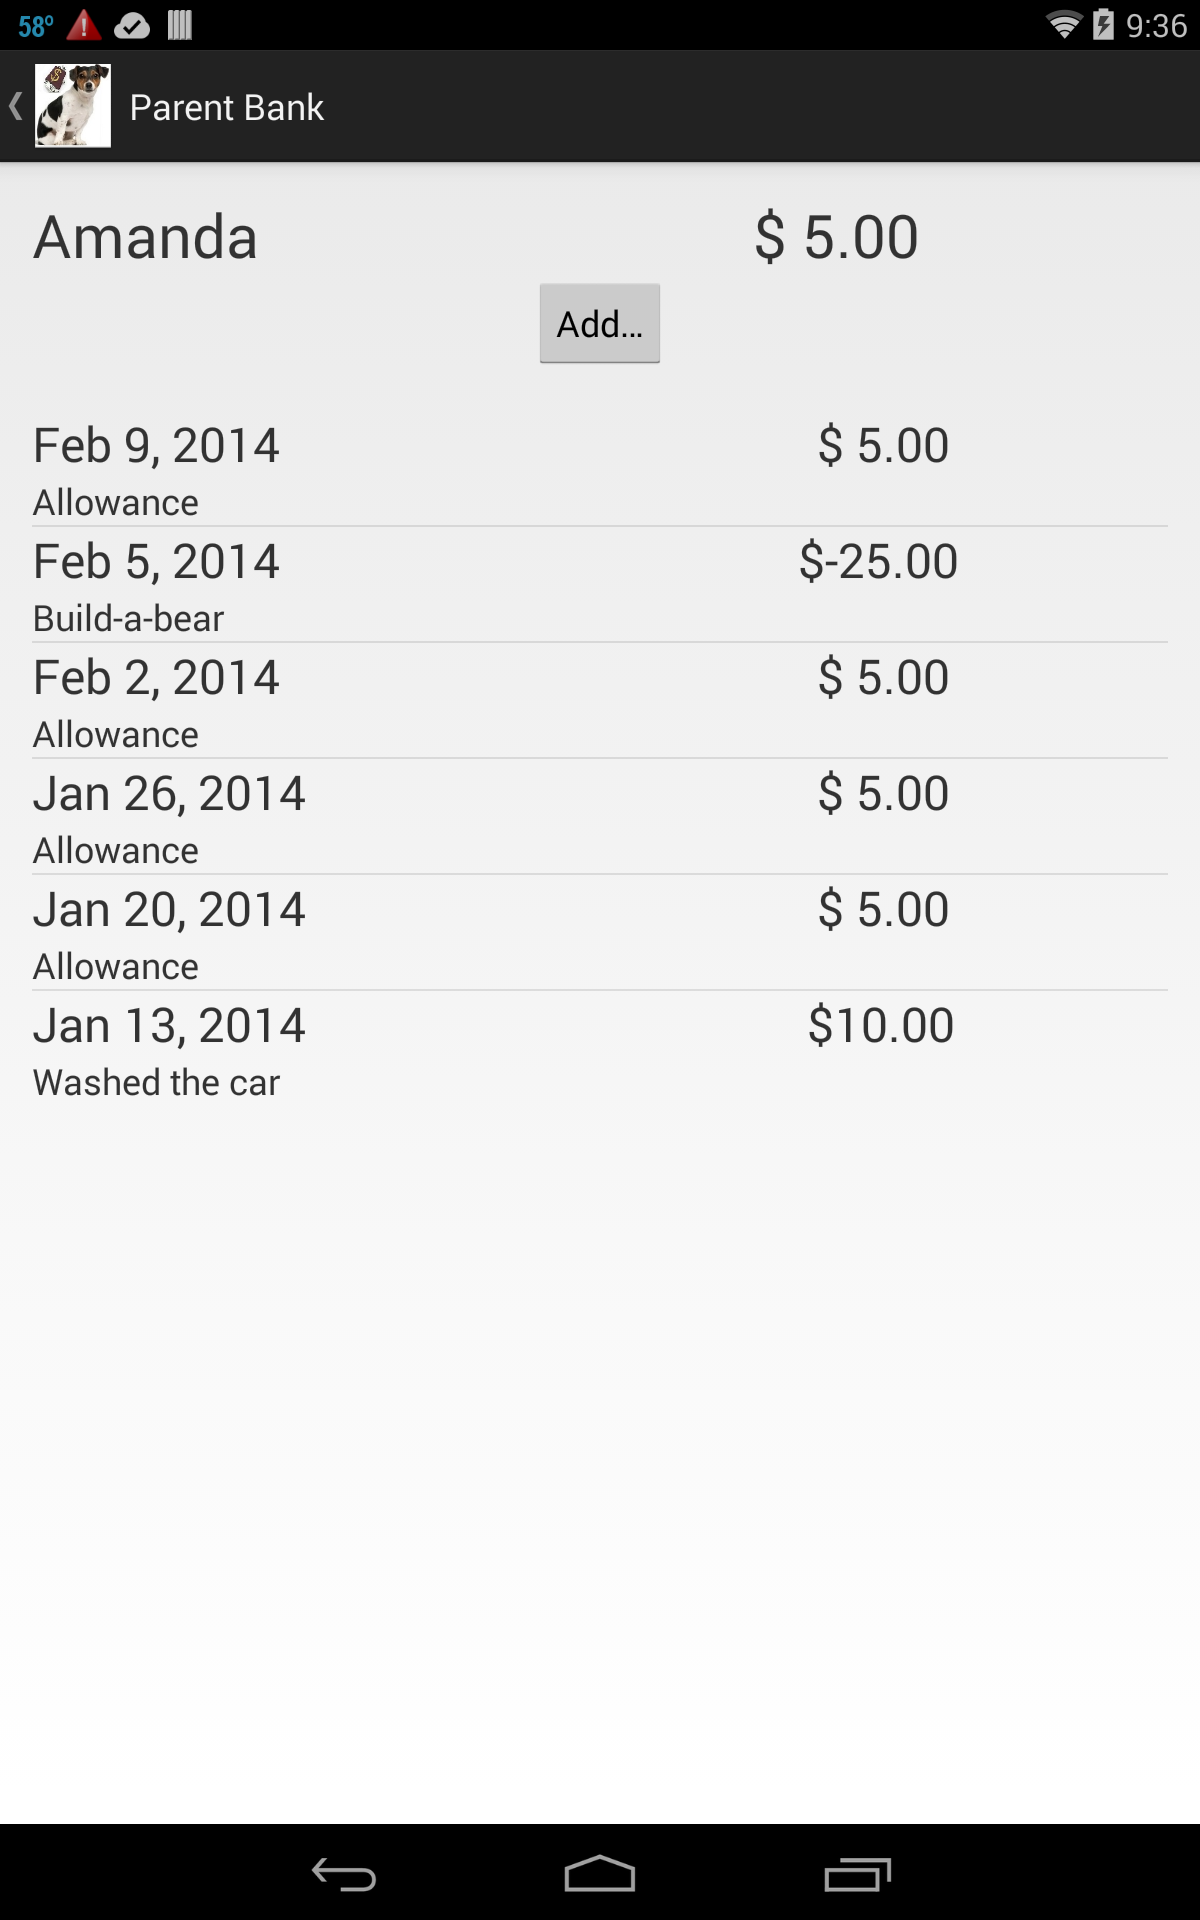 58° 9:36
Parent Bank
Amanda $ 5.00
Add...
Feb 9, 2014 $ 5.00
Allowance
Feb 5, 2014 $-25.00
Build-a-bear
Feb 2, 2014 $ 5.00
Allowance
Jan 26, 2014 $ 5.00
Allowance
Jan 20, 2014 $ 5.00
Allowance
Jan 13, 2014 $10.00
Washed the car